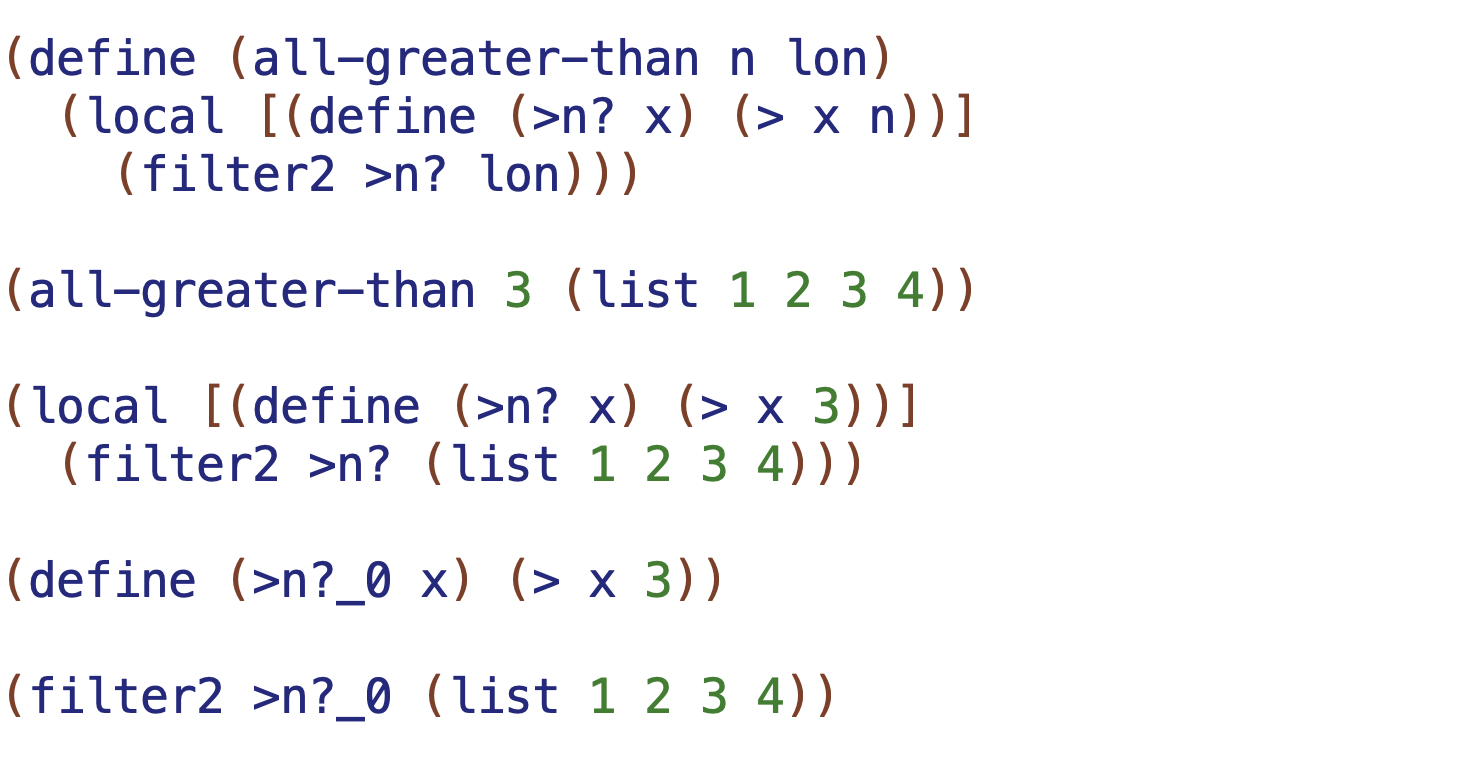 (define (all-greater-than n lon)
  (local [(define (>n? x) (> x n))]
    (filter2 >n? lon)))

(all-greater-than 3 (list 1 2 3 4))

(local [(define (>n? x) (> x 3))]
  (filter2 >n? (list 1 2 3 4)))

(define (>n?_0 x) (> x 3))

(filter2 >n?_0 (list 1 2 3 4))